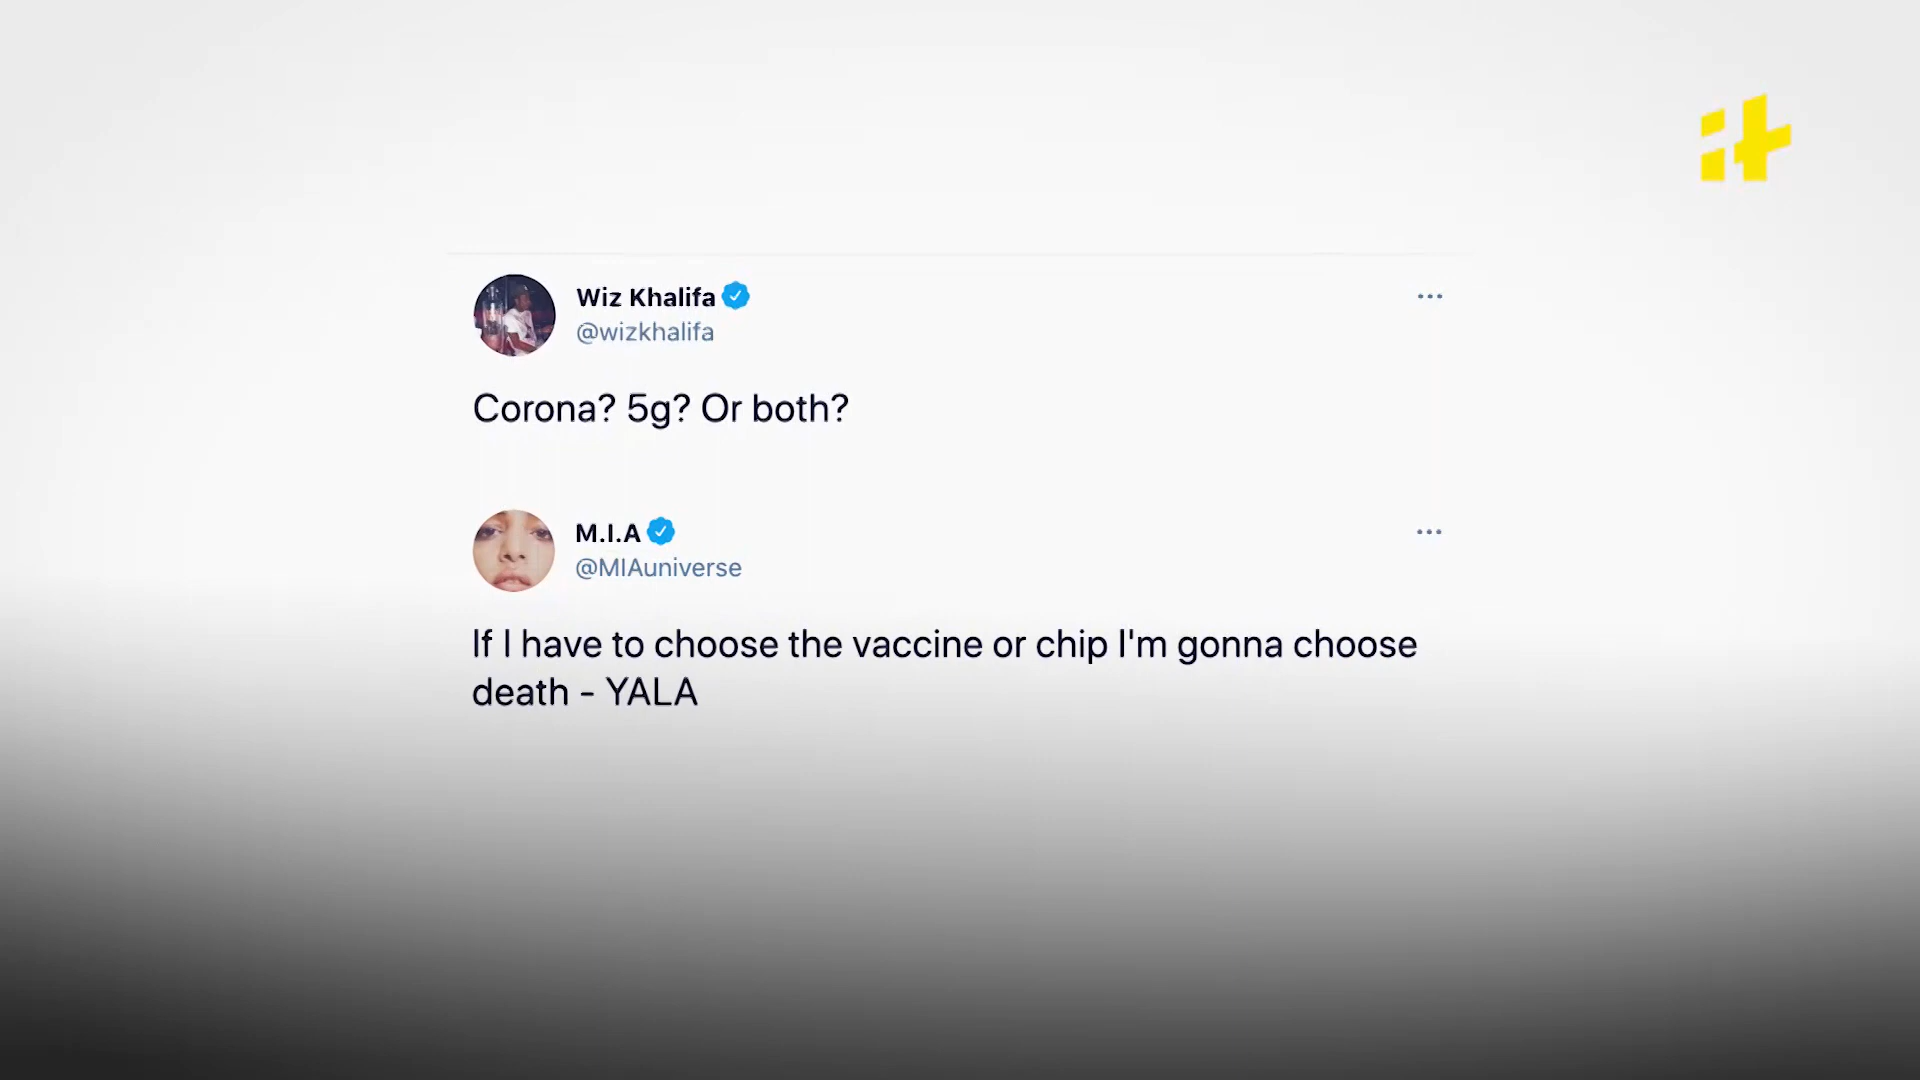 Wiz Khalifa
@wizkhalifa
Corona? 5g? Or both?
M.I.A
@MIAuniverse
If I have to choose the vaccine or chip I'm gonna choose
death - YALA